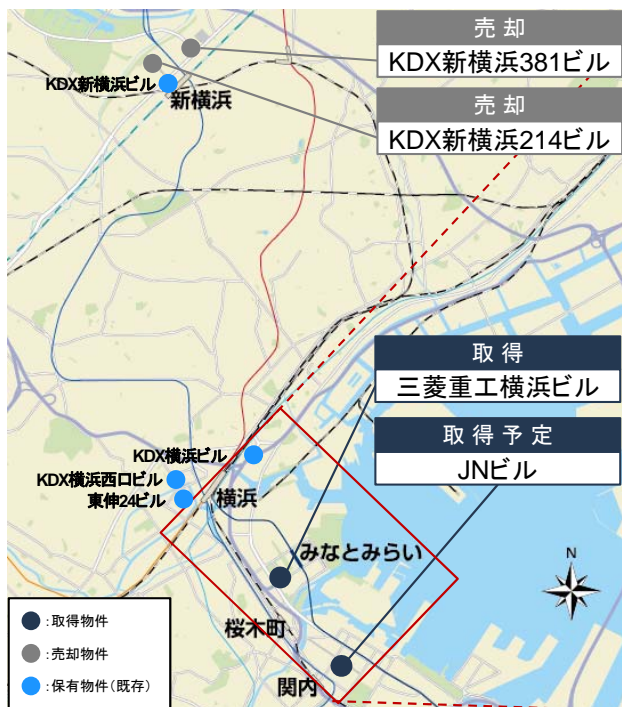 売却
KDX新横浜381ビル
売却
KDX新横浜214ビル
KDX新横浜ビル
新横浜
取得
三菱重工横浜ビル
取得予定
JNビル
KDX横浜ビル
KDX横浜西口ビル
東伸24ビル
横浜
みなとみらい
桜木町
関内
N
:取得物件
:売却物件
:保有物件(既存)